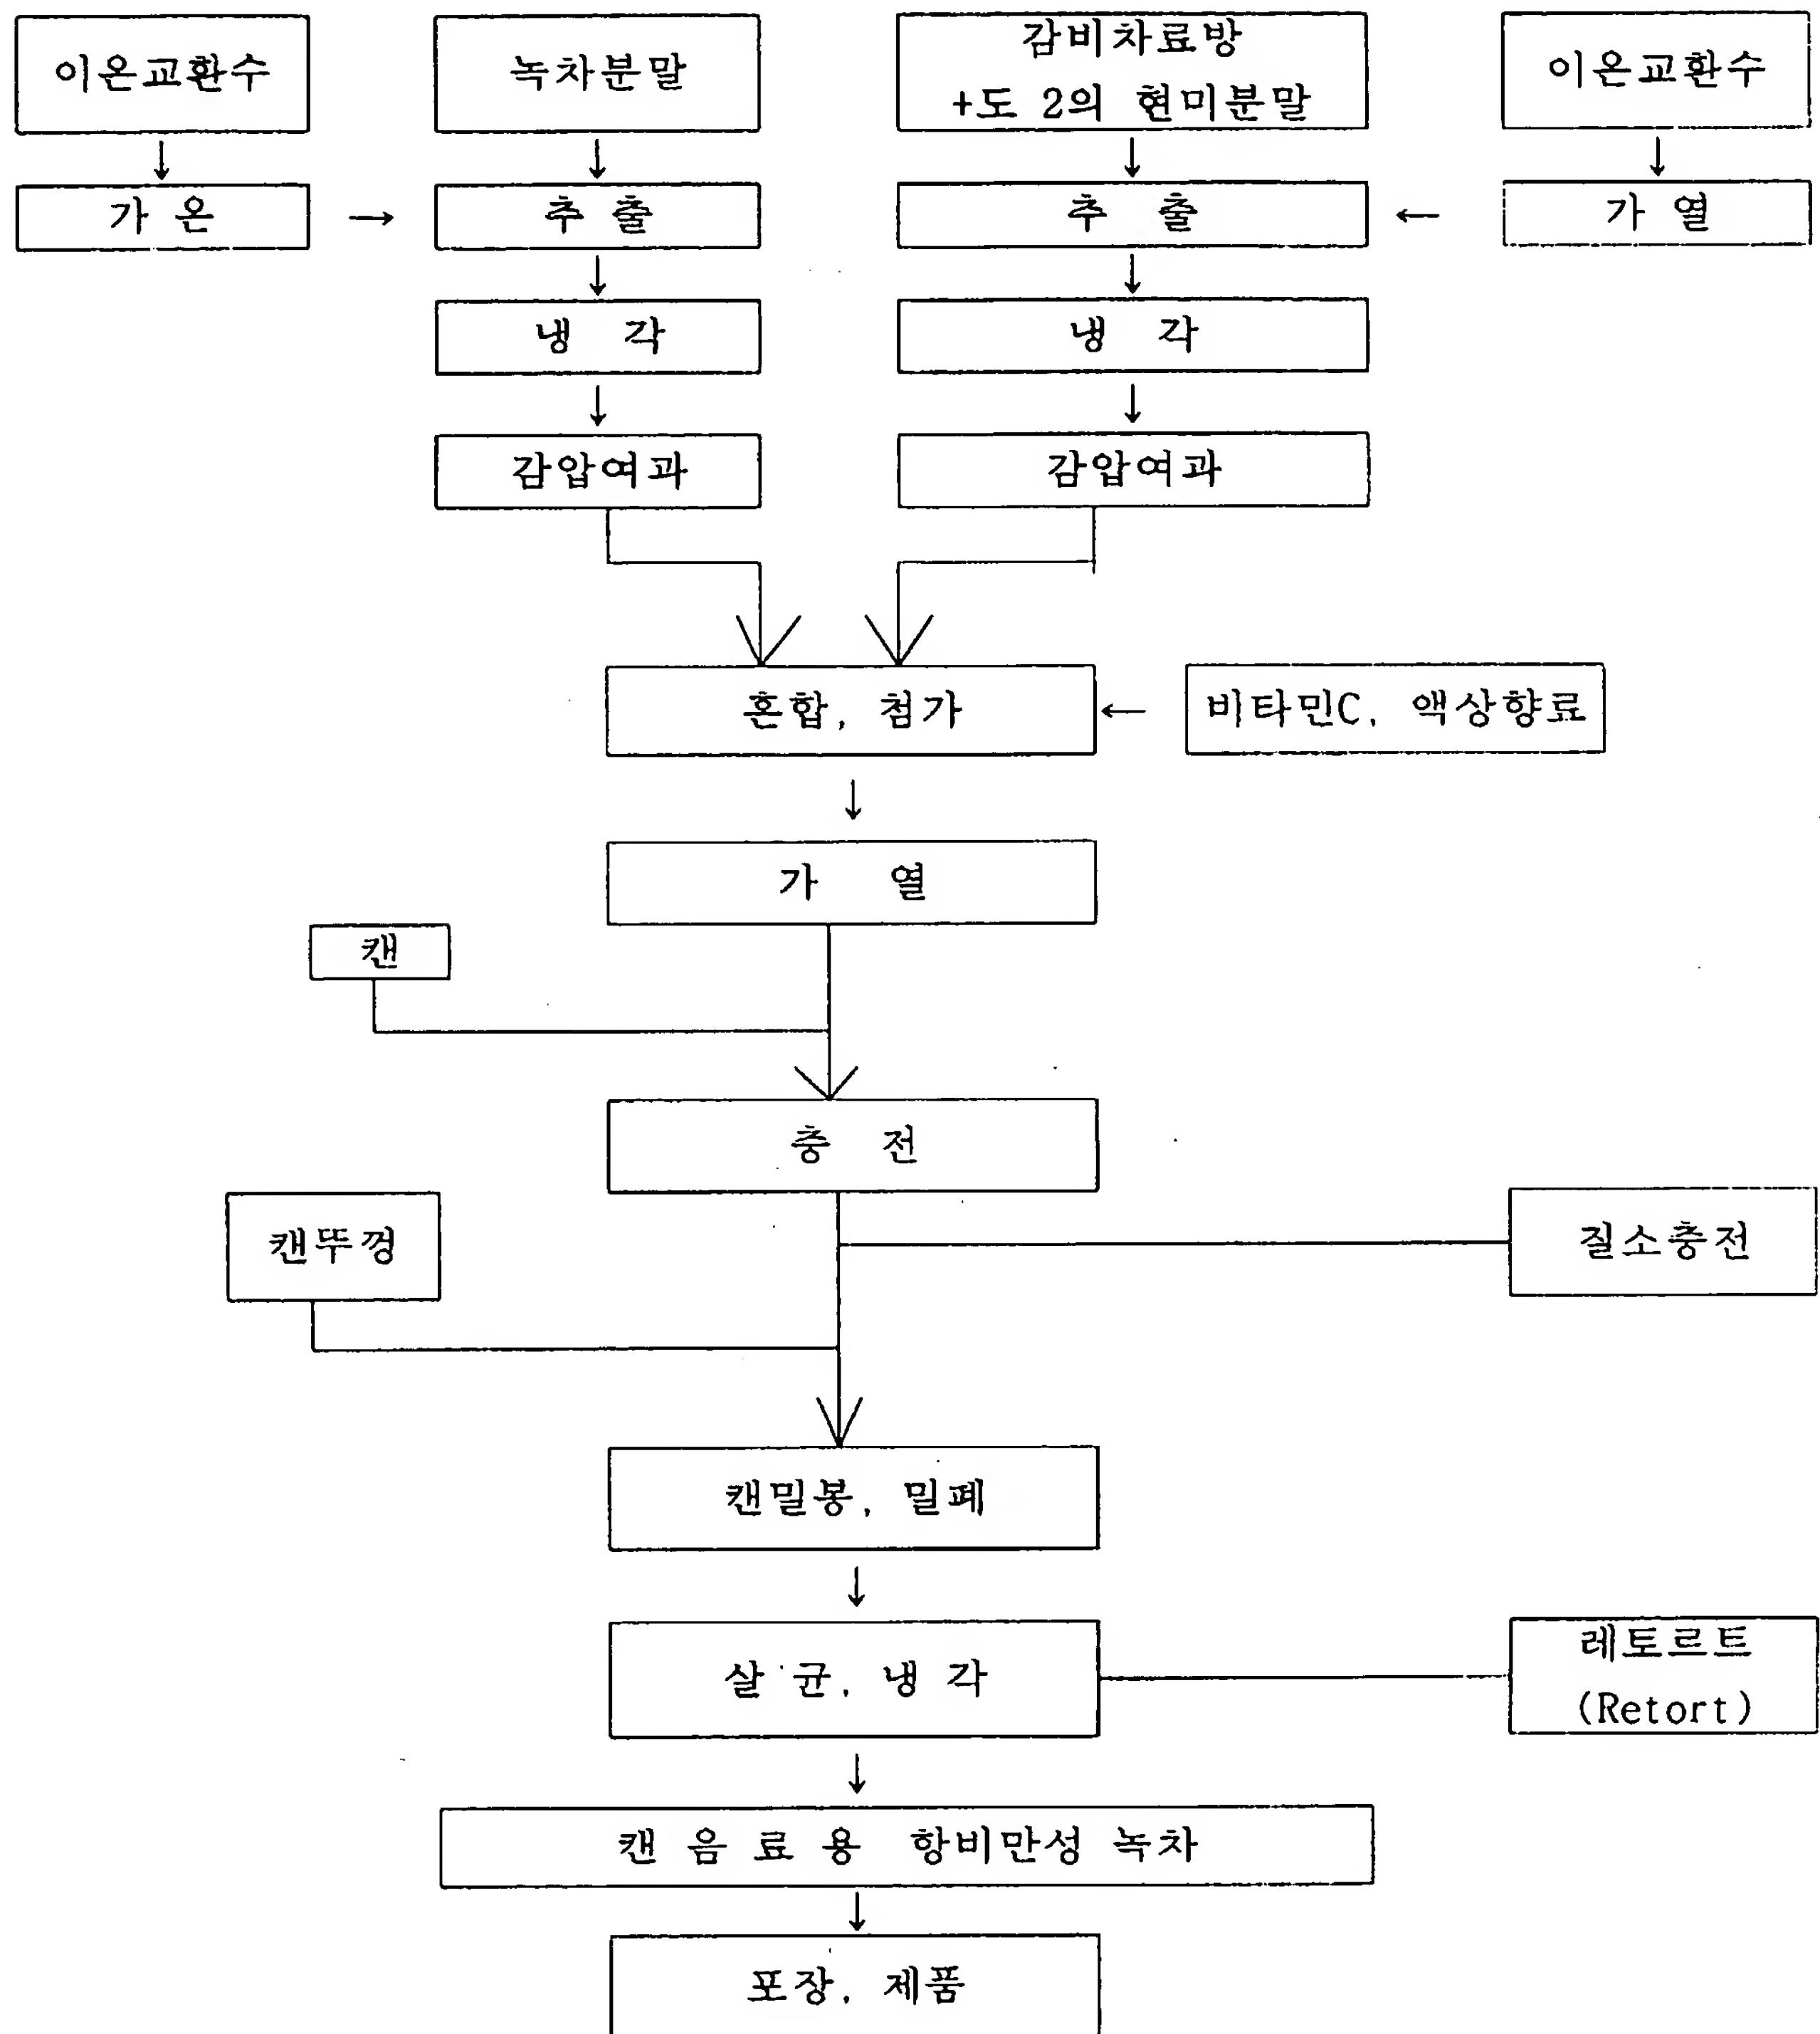 이온교환수
녹차분말
감비차료방
+도 2의 현미분말
이온교환수
가 온
추 출
추 출
가 열
냉 각
냉 각
감압여과
감압여과
혼합, 첨가
비타민C, 액상향료
가 열
캔
충 전
캔뚜껑
질소충전
캔밀봉, 밀폐
살 균, 냉 각
레토르트
(Retort)
캔 음 료 용 항비만성 녹차
포장, 제품